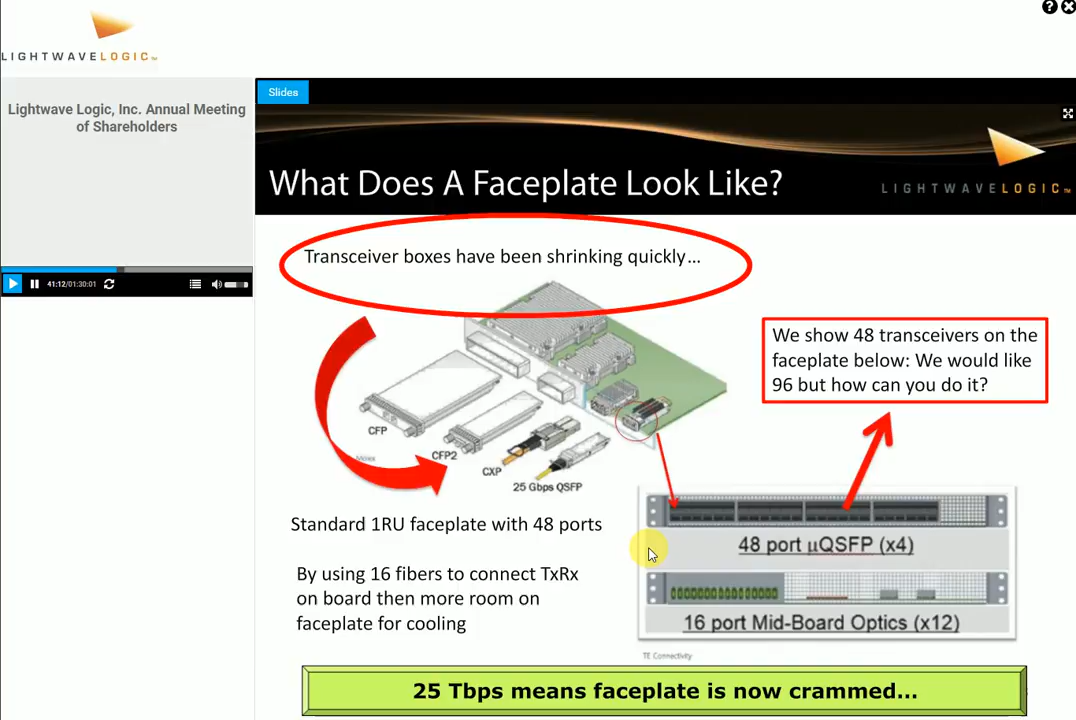 LIGHTWAVELOGIC™
Lightwave Logic, Inc. Annual Meeting
of Shareholders
41:12/01:30:01
Slides
What Does A Faceplate Look Like?
LIGHTWAVELOGIC™
Transceiver boxes have been shrinking quickly…
We show 48 transceivers on the
faceplate below: We would like
96 but how can you do it?
CFP
CFP2
CXP
25 Gbps QSFP
Standard 1RU faceplate with 48 ports
By using 16 fibers to connect TxRx
on board then more room on
faceplate for cooling
48 port µQSFP (x4)
16 port Mid-Board Optics (x12)
TE Connectivity
25 Tbps means faceplate is now crammed…